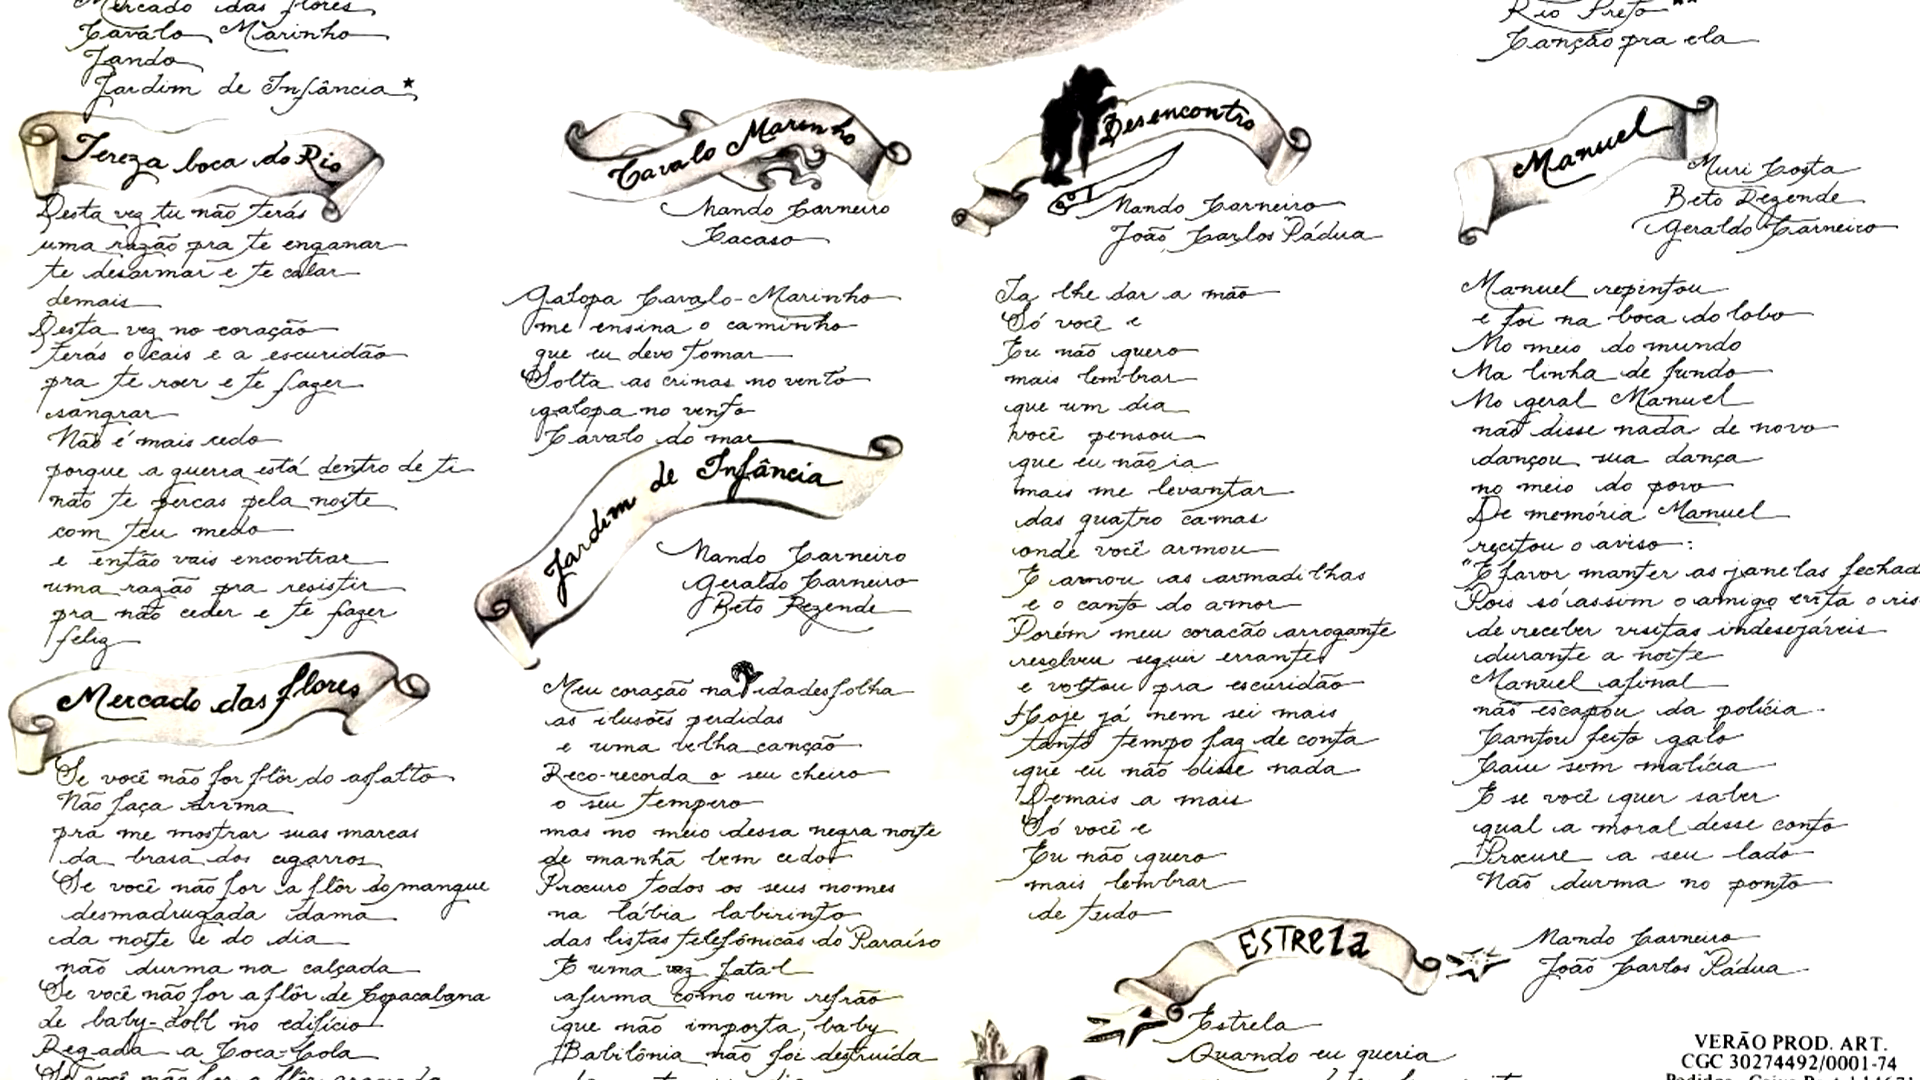 Mercado das flores
Cavalo Marinho
Jando
Jardim de Infância*
Tereza boca do Rio
Desta vez tu não terás
uma razão pra te enganar
te desarmar e te calar
demais
Desta vez no coração
terás o cais e a escuridão
pra te roer e te fazer
sangrar
Não é mais cedo
porque a guerra está dentro de ti
não te percas pela noite
com teu medo
e então vais encontrar
uma razão pra resistir
pra não ceder e te fazer
feliz
Mercado das flores
Se você não for flôr do asfalto
Não faça drama
pra me mostrar suas marcas
da brasa dos cigarros
Se você não for a flôr do mangue
desmadrugada dama
da noite e do dia
não durma na calçada
Se você não for a flôr de Copacabana
de baby-doll no edifício
Regada a Coca-Cola
Se você não for a flôr
Cavalo Marinho
Nando Carneiro
Cacaso
Galopa Cavalo-Marinho
me ensina o caminho
que eu devo tomar
Solta as crinas no vento
galopa no vento
Cavalo do mar
Jardim de Infância
Nando Carneiro
Geraldo Carneiro
Beto Rezende
Meu coração na idadesfolha
as ilusões perdidas
e uma velha canção
Reco-recorda o seu cheiro
o seu tempero
mas no meio dessa negra noite
de manhã bem cedo
Procuro todos os seus nomes
na lábia labirinto
das listas telefônicas do Paraíso
E uma vez fatal
afirma como um refrão
que não importa, baby
Babilônia não foi destruída
Desencontro
Nando Carneiro
João Carlos Pádua
Ia lhe dar a mão
Só você e
Eu não quero
mais lembrar
que um dia
você pensou
que eu não ia
mais me levantar
das quatro camas
onde você armou
E armou as armadilhas
e o canto do amor
Porém meu coracão arrogante
resolveu seguir errante
e voltou pra escuridão
Hoje já nem sei mais
tanto tempo faz de conta
que eu não disse nada
Demais a mais
Só você e
Eu não quero
mais lembrar
de tudo
Rio Preto**
Canção pra ela
Manuel
Muri Costa
Beto Rezende
Geraldo Carneiro
Manuel repintou
e foi na boca do lobo
No meio do mundo
Na linha de fundo
No geral Manuel
não disse nada de novo
dançou sua dança
no meio do povo
De memória Manuel
recitou o aviso:
"É favor manter as janelas fechad
Pois só assim o amigo evita o ris
de receber visitas indesejáveis
durante a noite
Manuel afinal
não escapou da polícia
Cantou feito galo
Caiu sem malícia
E se você quer saber
qual a moral desse conto
Procure a seu lado
Não durma no ponto
ESTRELA
Nando Carneiro
João Carlos Pádua
Estrela
Quando eu queria
VERÃO PROD. ART.
CGC 30274492/0001-74